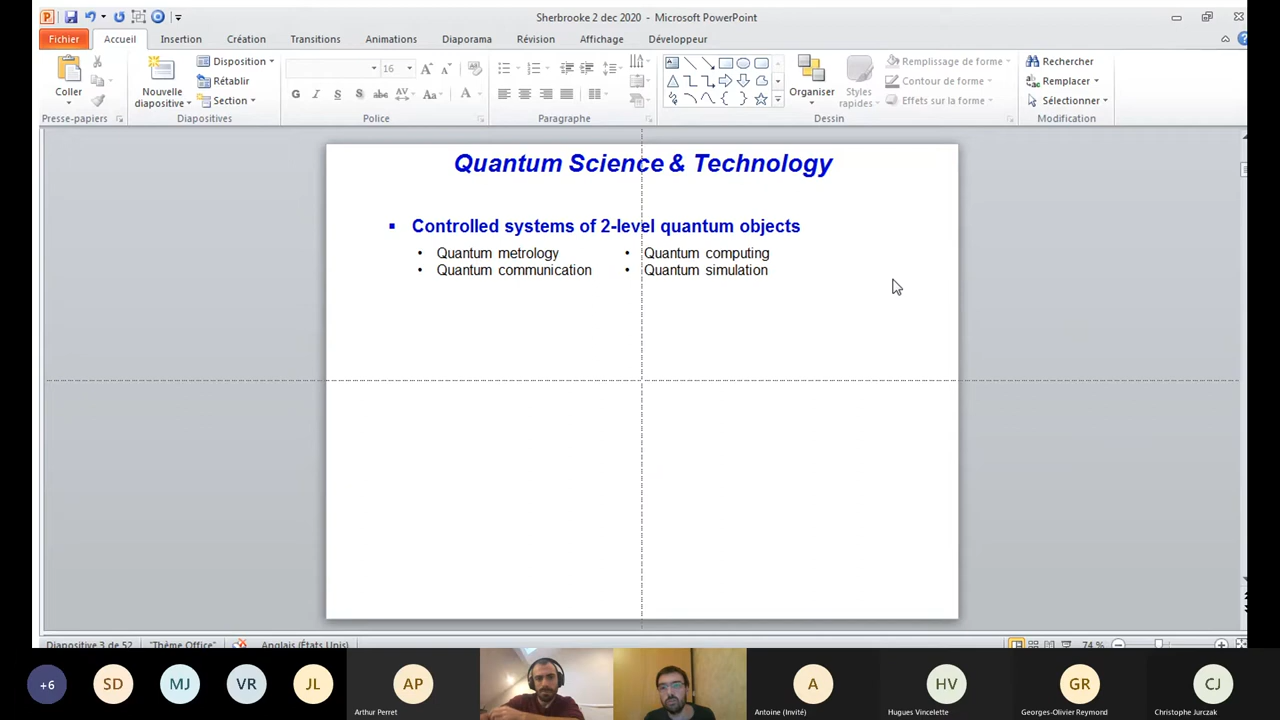 Sherbrooke 2 dec 2020 - Microsoft PowerPoint
Fichier Accueil Insertion Création Transitions Animations Diaporama Révision Affichage Développeur
Coller
Presse-papiers
Nouvelle diapositive
Disposition
Rétablir
Section
Diapositives
16
G I S S abc AV Aa A
Police
Paragraphe
Organiser
Styles rapides
Remplissage de forme
Contour de forme
Effets sur la forme
Dessin
Rechercher
Remplacer
Sélectionner
Modification
Quantum Science & Technology
Controlled systems of 2-level quantum objects
• Quantum metrology • Quantum computing
• Quantum communication • Quantum simulation
Diapositive 3 de 52 "Thème Office" Anglais (États Unis) 74 %
+6 SD MJ VR JL AP A HV GR CJ
Arthur Perret Antoine (Invité) Hugues Vincelette Georges-Olivier Reymond Christophe Jurczak